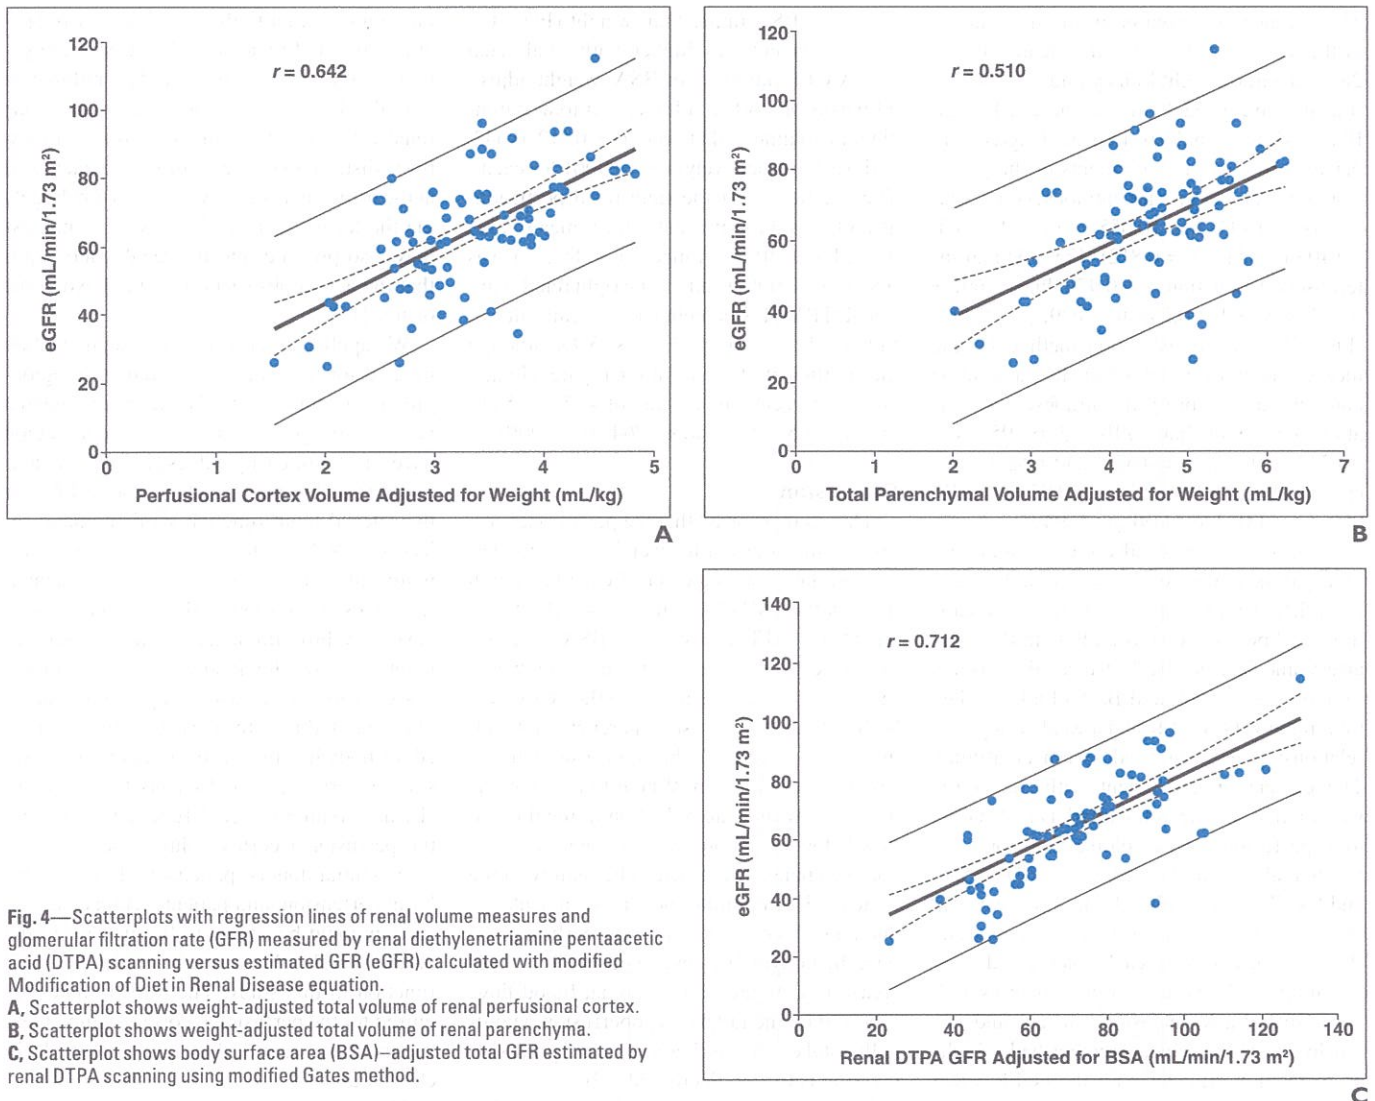 120
100
80
60
40
20
0
eGFR (mL/min/1.73 m²)
r = 0.642
0 1 2 3 4 5
Perfusional Cortex Volume Adjusted for Weight (mL/kg)
A
120
100
80
60
40
20
0
eGFR (mL/min/1.73 m²)
r = 0.510
0 1 2 3 4 5 6 7
Total Parenchymal Volume Adjusted for Weight (mL/kg)
B
140
120
100
80
60
40
20
0
eGFR (mL/min/1.73 m²)
r = 0.712
0 20 40 60 80 100 120 140
Renal DTPA GFR Adjusted for BSA (mL/min/1.73 m²)
C
Fig. 4—Scatterplots with regression lines of renal volume measures and
glomerular filtration rate (GFR) measured by renal diethylenetriamine pentaacetic
acid (DTPA) scanning versus estimated GFR (eGFR) calculated with modified
Modification of Diet in Renal Disease equation.
A, Scatterplot shows weight-adjusted total volume of renal perfusional cortex.
B, Scatterplot shows weight-adjusted total volume of renal parenchyma.
C, Scatterplot shows body surface area (BSA)–adjusted total GFR estimated by
renal DTPA scanning using modified Gates method.